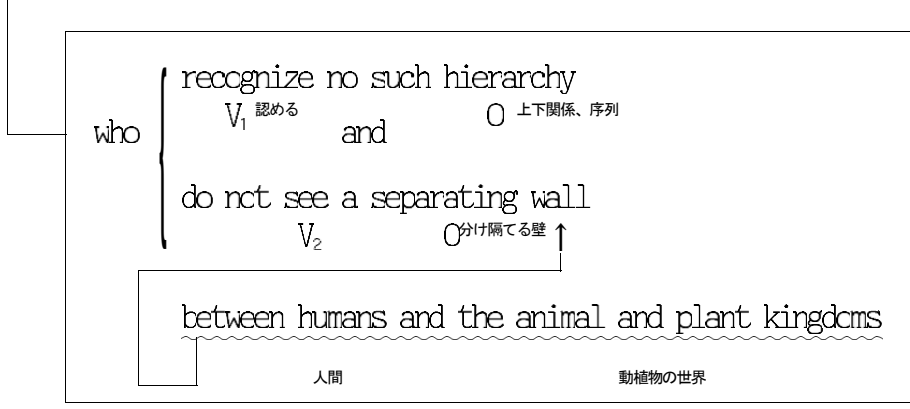 recognize no such hierarchy
V1 認める O 上下関係、序列
who and
do not see a separating wall
V2 O 分け隔てる壁
between humans and the animal and plant kingdoms
人間 動植物の世界